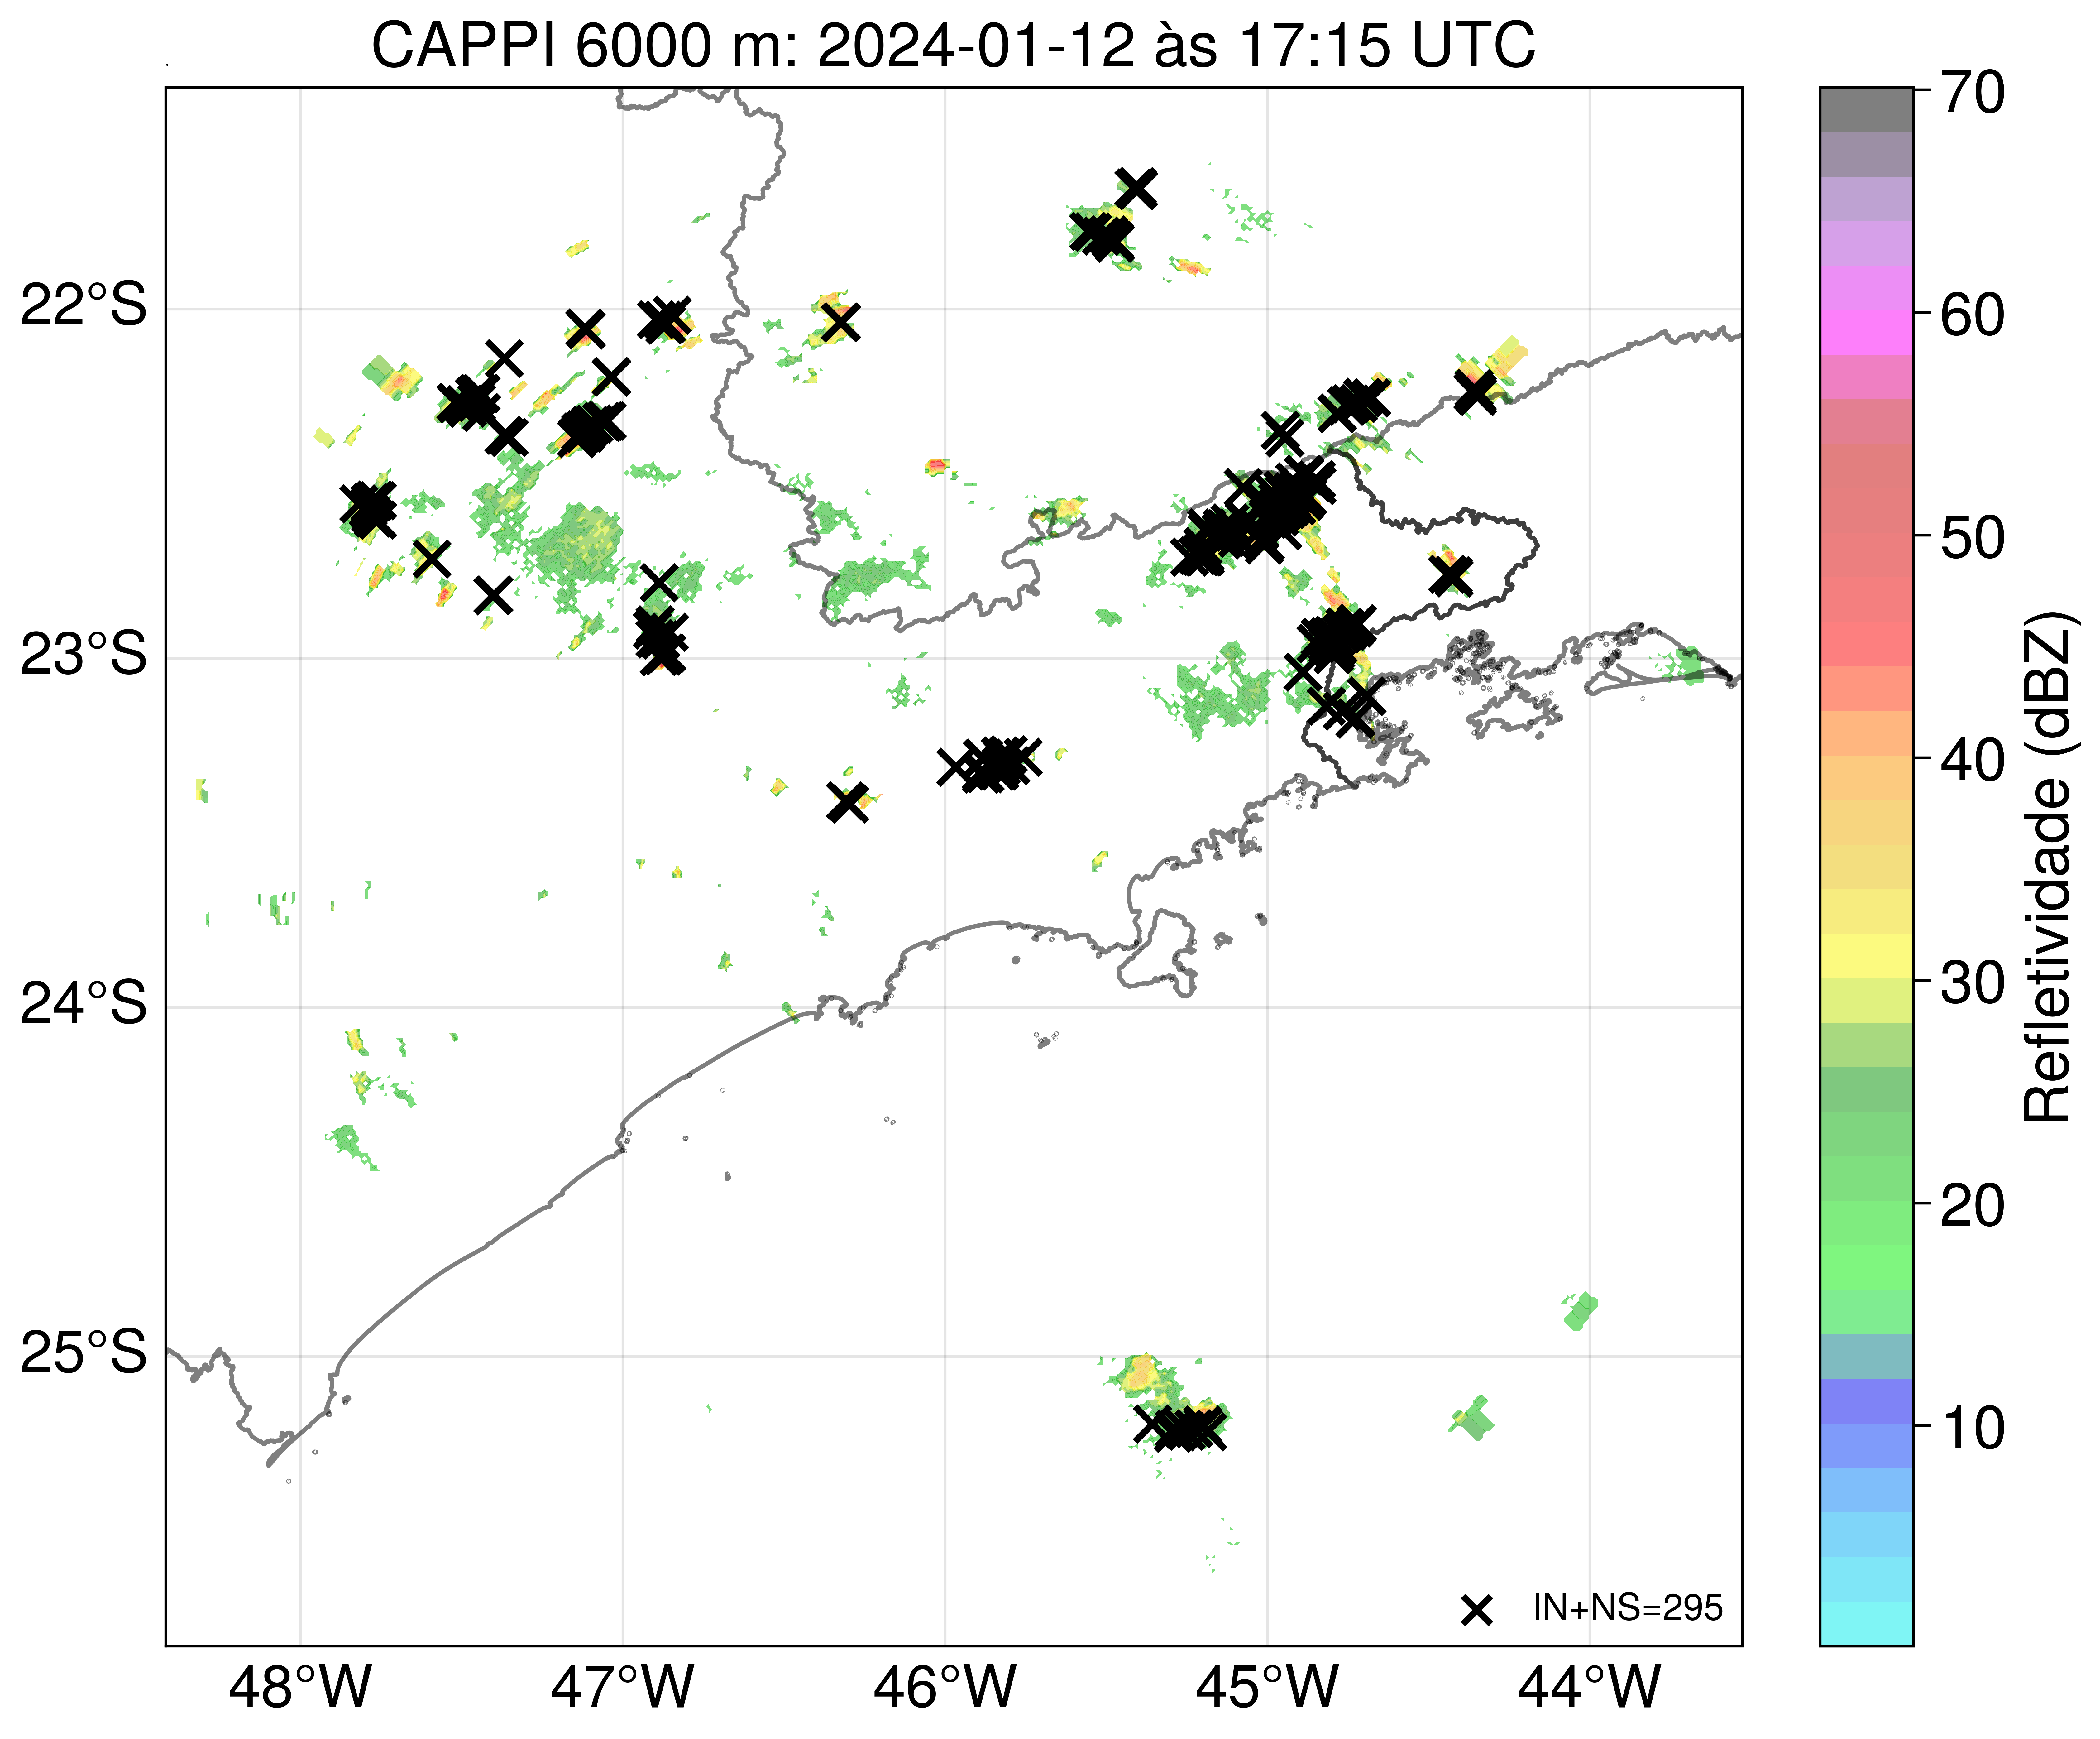 CAPPI 6000 m: 2024-01-12 às 17:15 UTC
22°S
23°S
24°S
25°S
48°W
47°W
46°W
45°W
44°W
IN+NS=295
70
60
50
40
30
20
10
Refletividade (dBZ)